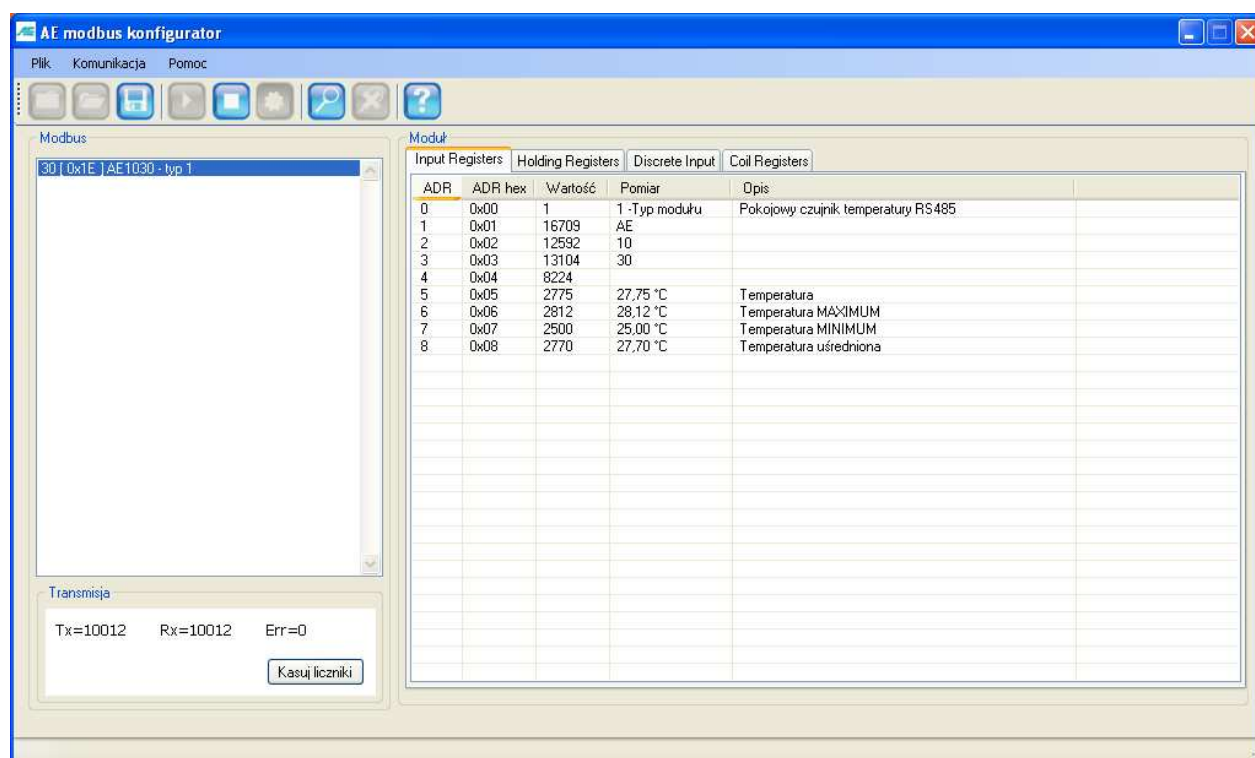 AE modbus konfigurator
Plik Komunikacja Pomoc
Modbus
30 [ 0x1E ] AE1030 - typ 1
Transmisja
Tx=10012 Rx=10012 Err=0
Kasuj liczniki
Moduł
Input Registers Holding Registers Discrete Input Coil Registers
ADR ADR hex Wartość Pomiar Opis
0 0x00 1 1 -Typ modułu Pokojowy czujnik temperatury RS485
1 0x01 16709 AE
2 0x02 12592 10
3 0x03 13104 30
4 0x04 8224
5 0x05 2775 27,75 °C Temperatura
6 0x06 2812 28,12 °C Temperatura MAXIMUM
7 0x07 2500 25,00 °C Temperatura MINIMUM
8 0x08 2770 27,70 °C Temperatura uśredniona